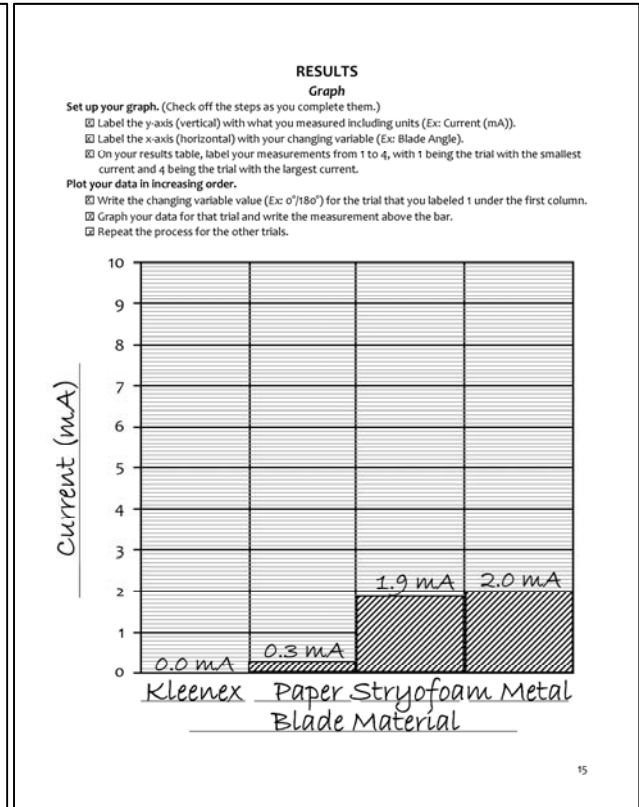 RESULTS
Graph
Set up your graph. (Check off the steps as you complete them.)
☒ Label the y-axis (vertical) with what you measured including units (Ex: Current (mA)).
☒ Label the x-axis (horizontal) with your changing variable (Ex: Blade Angle).
☒ On your results table, label your measurements from 1 to 4, with 1 being the trial with the smallest
current and 4 being the trial with the largest current.
Plot your data in increasing order.
☒ Write the changing variable value (Ex: 0°/180°) for the trial that you labeled 1 under the first column.
☒ Graph your data for that trial and write the measurement above the bar.
☒ Repeat the process for the other trials.
10
9
8
7
6
5
4
3
2
1
0
Current (mA)
0.0 mA 0.3 mA 1.9 mA 2.0 mA
Kleenex Paper Stryofoam Metal
Blade Material
15